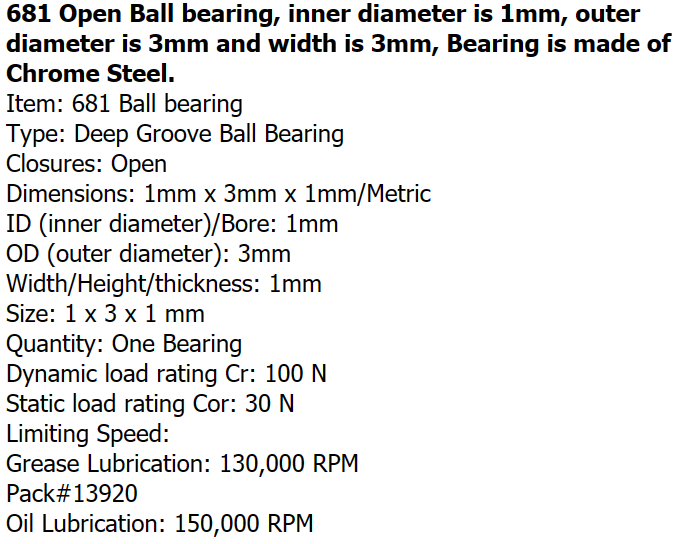 681 Open Ball bearing, inner diameter is 1mm, outer
diameter is 3mm and width is 3mm, Bearing is made of
Chrome Steel.
Item: 681 Ball bearing
Type: Deep Groove Ball Bearing
Closures: Open
Dimensions: 1mm x 3mm x 1mm/Metric
ID (inner diameter)/Bore: 1mm
OD (outer diameter): 3mm
Width/Height/thickness: 1mm
Size: 1 x 3 x 1 mm
Quantity: One Bearing
Dynamic load rating Cr: 100 N
Static load rating Cor: 30 N
Limiting Speed:
Grease Lubrication: 130,000 RPM
Pack#13920
Oil Lubrication: 150,000 RPM